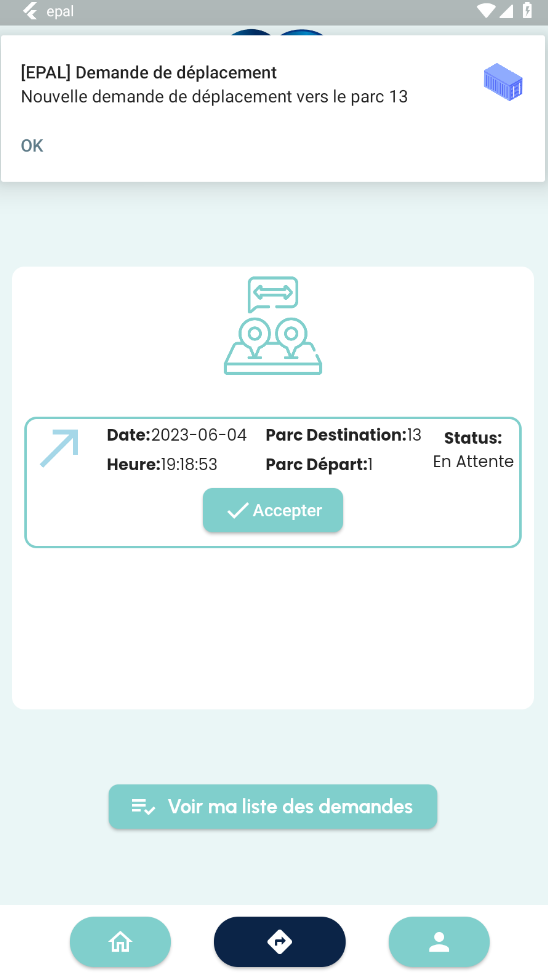 epal
[EPAL] Demande de déplacement
Nouvelle demande de déplacement vers le parc 13
OK
Date:2023-06-04 Parc Destination:13 Status:
Heure:19:18:53 Parc Départ:1 En Attente
Accepter
Voir ma liste des demandes